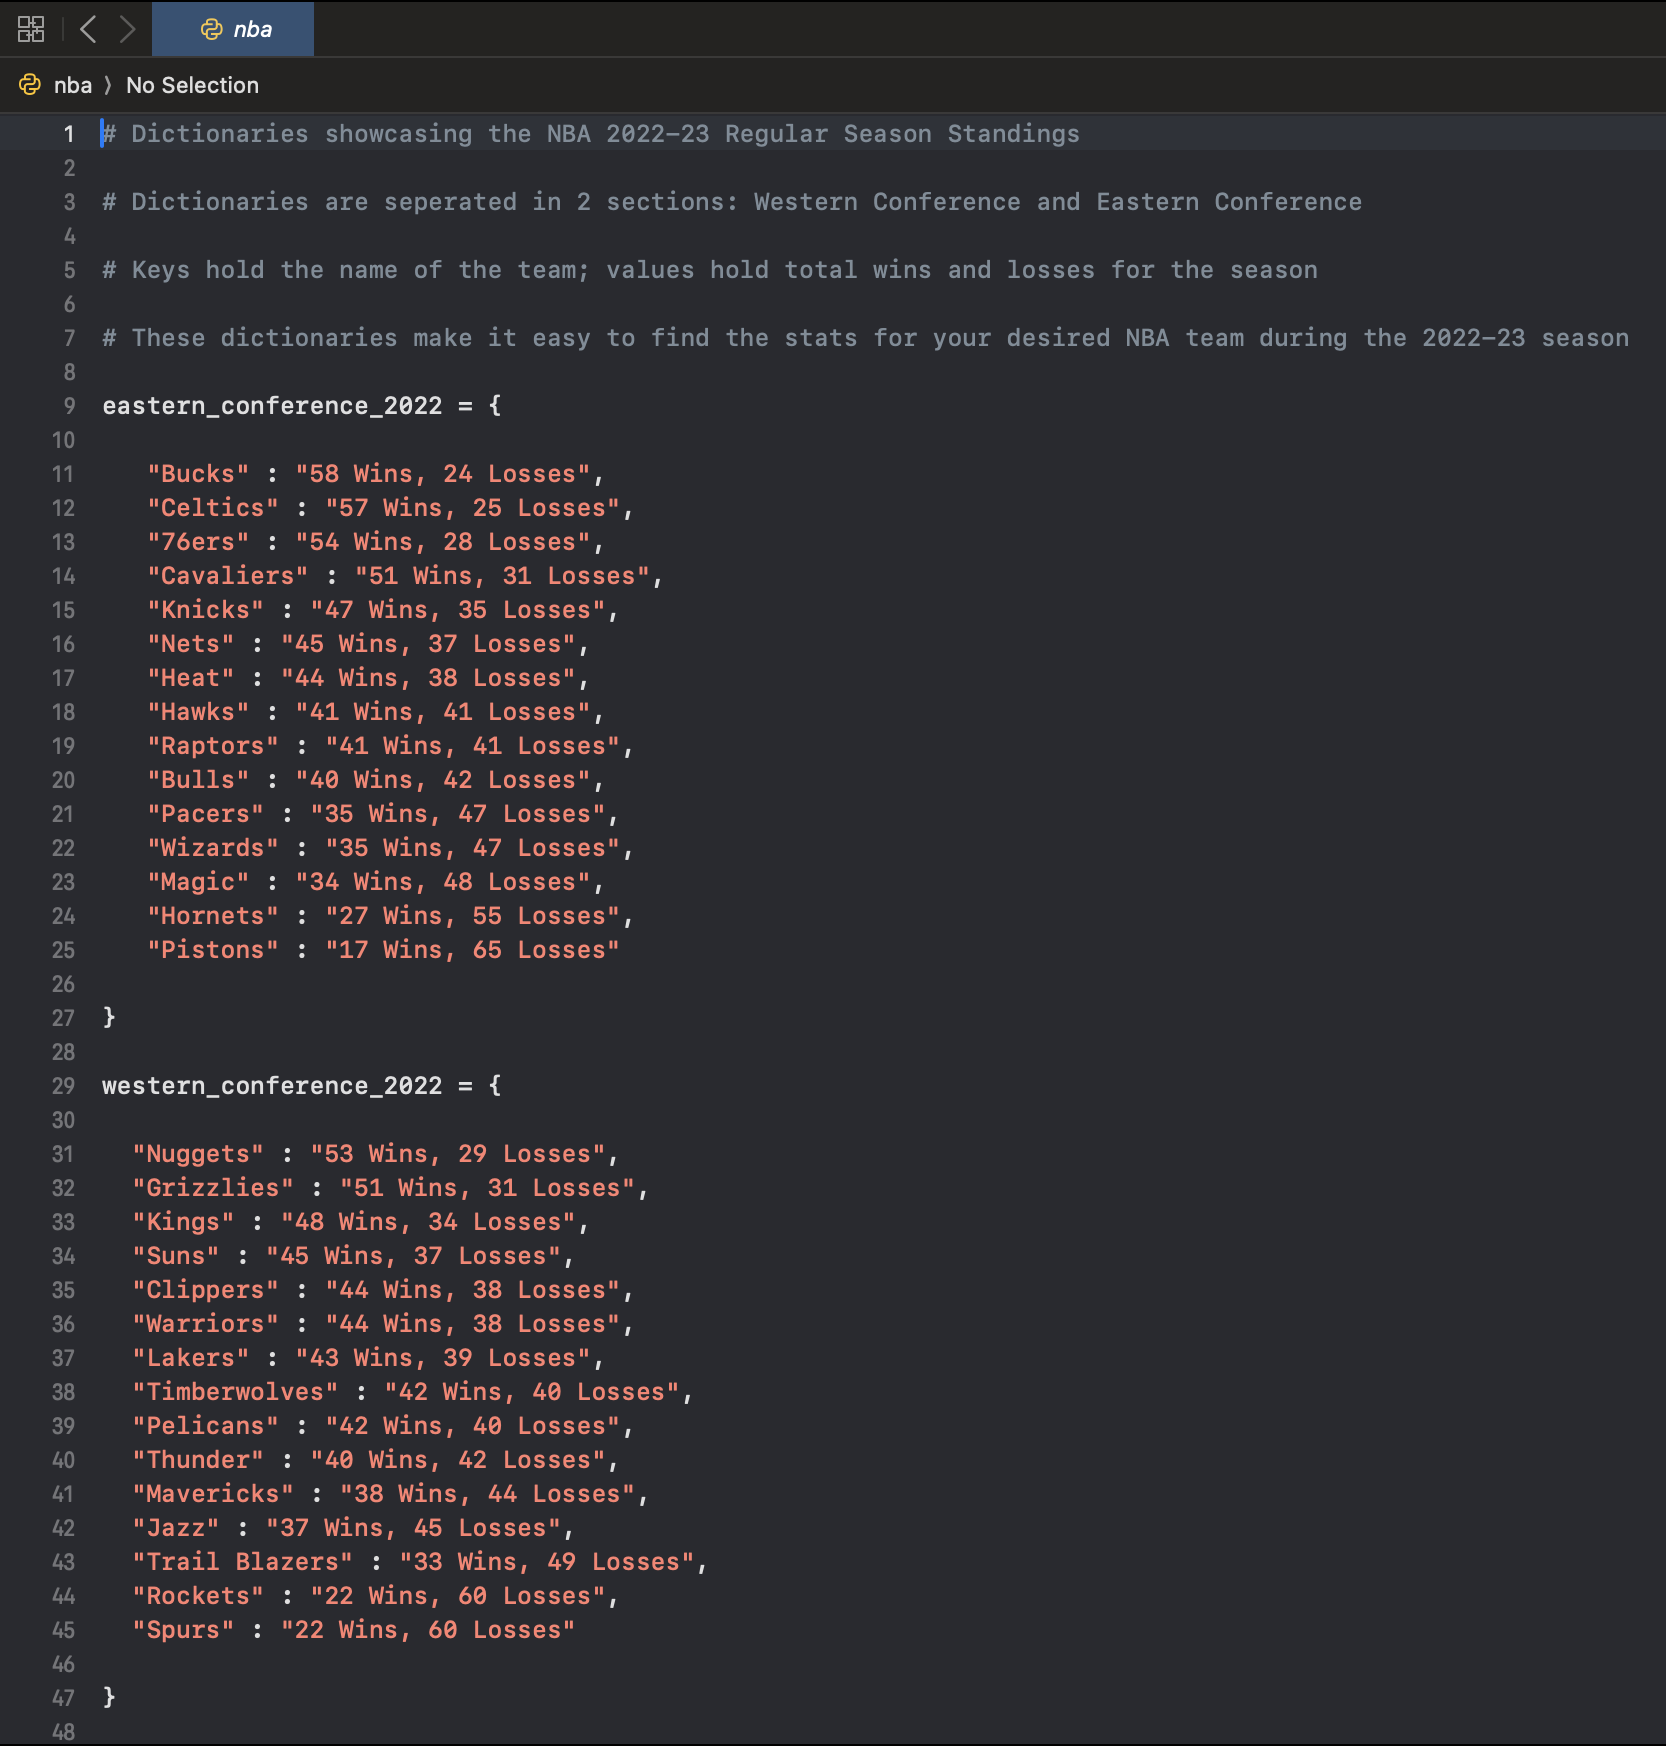 nba
nba 〉 No Selection
1 # Dictionaries showcasing the NBA 2022-23 Regular Season Standings
2
3 # Dictionaries are seperated in 2 sections: Western Conference and Eastern Conference
4
5 # Keys hold the name of the team; values hold total wins and losses for the season
6
7 # These dictionaries make it easy to find the stats for your desired NBA team during the 2022-23 season
8
9 eastern_conference_2022 = {
10
11 "Bucks" : "58 Wins, 24 Losses",
12 "Celtics" : "57 Wins, 25 Losses",
13 "76ers" : "54 Wins, 28 Losses",
14 "Cavaliers" : "51 Wins, 31 Losses",
15 "Knicks" : "47 Wins, 35 Losses",
16 "Nets" : "45 Wins, 37 Losses",
17 "Heat" : "44 Wins, 38 Losses",
18 "Hawks" : "41 Wins, 41 Losses",
19 "Raptors" : "41 Wins, 41 Losses",
20 "Bulls" : "40 Wins, 42 Losses",
21 "Pacers" : "35 Wins, 47 Losses",
22 "Wizards" : "35 Wins, 47 Losses",
23 "Magic" : "34 Wins, 48 Losses",
24 "Hornets" : "27 Wins, 55 Losses",
25 "Pistons" : "17 Wins, 65 Losses"
26
27 }
28
29 western_conference_2022 = {
30
31 "Nuggets" : "53 Wins, 29 Losses",
32 "Grizzlies" : "51 Wins, 31 Losses",
33 "Kings" : "48 Wins, 34 Losses",
34 "Suns" : "45 Wins, 37 Losses",
35 "Clippers" : "44 Wins, 38 Losses",
36 "Warriors" : "44 Wins, 38 Losses",
37 "Lakers" : "43 Wins, 39 Losses",
38 "Timberwolves" : "42 Wins, 40 Losses",
39 "Pelicans" : "42 Wins, 40 Losses",
40 "Thunder" : "40 Wins, 42 Losses",
41 "Mavericks" : "38 Wins, 44 Losses",
42 "Jazz" : "37 Wins, 45 Losses",
43 "Trail Blazers" : "33 Wins, 49 Losses",
44 "Rockets" : "22 Wins, 60 Losses",
45 "Spurs" : "22 Wins, 60 Losses"
46
47 }
48